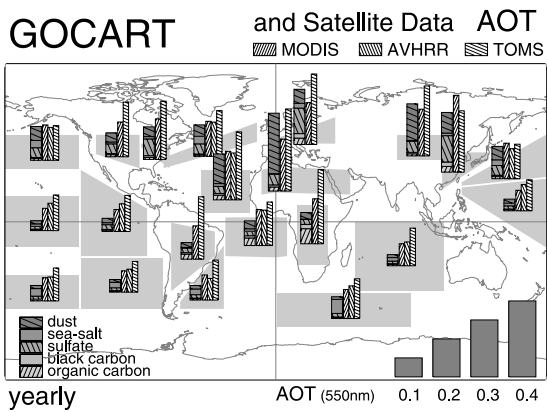 GOCART and Satellite Data AOT
MODIS AVHRR TOMS
dust
sea-salt
sulfate
black carbon
organic carbon
yearly AOT (550nm) 0.1 0.2 0.3 0.4